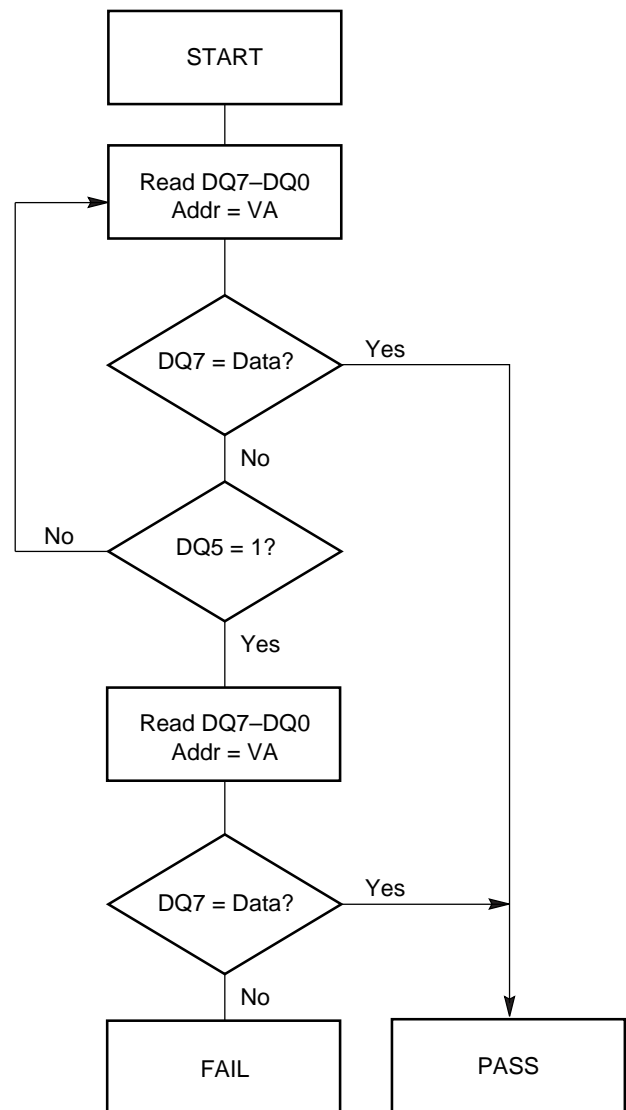 START
Read DQ7–DQ0
Addr = VA
DQ7 = Data?
Yes
No
No
DQ5 = 1?
Yes
Read DQ7–DQ0
Addr = VA
DQ7 = Data?
Yes
No
FAIL
PASS